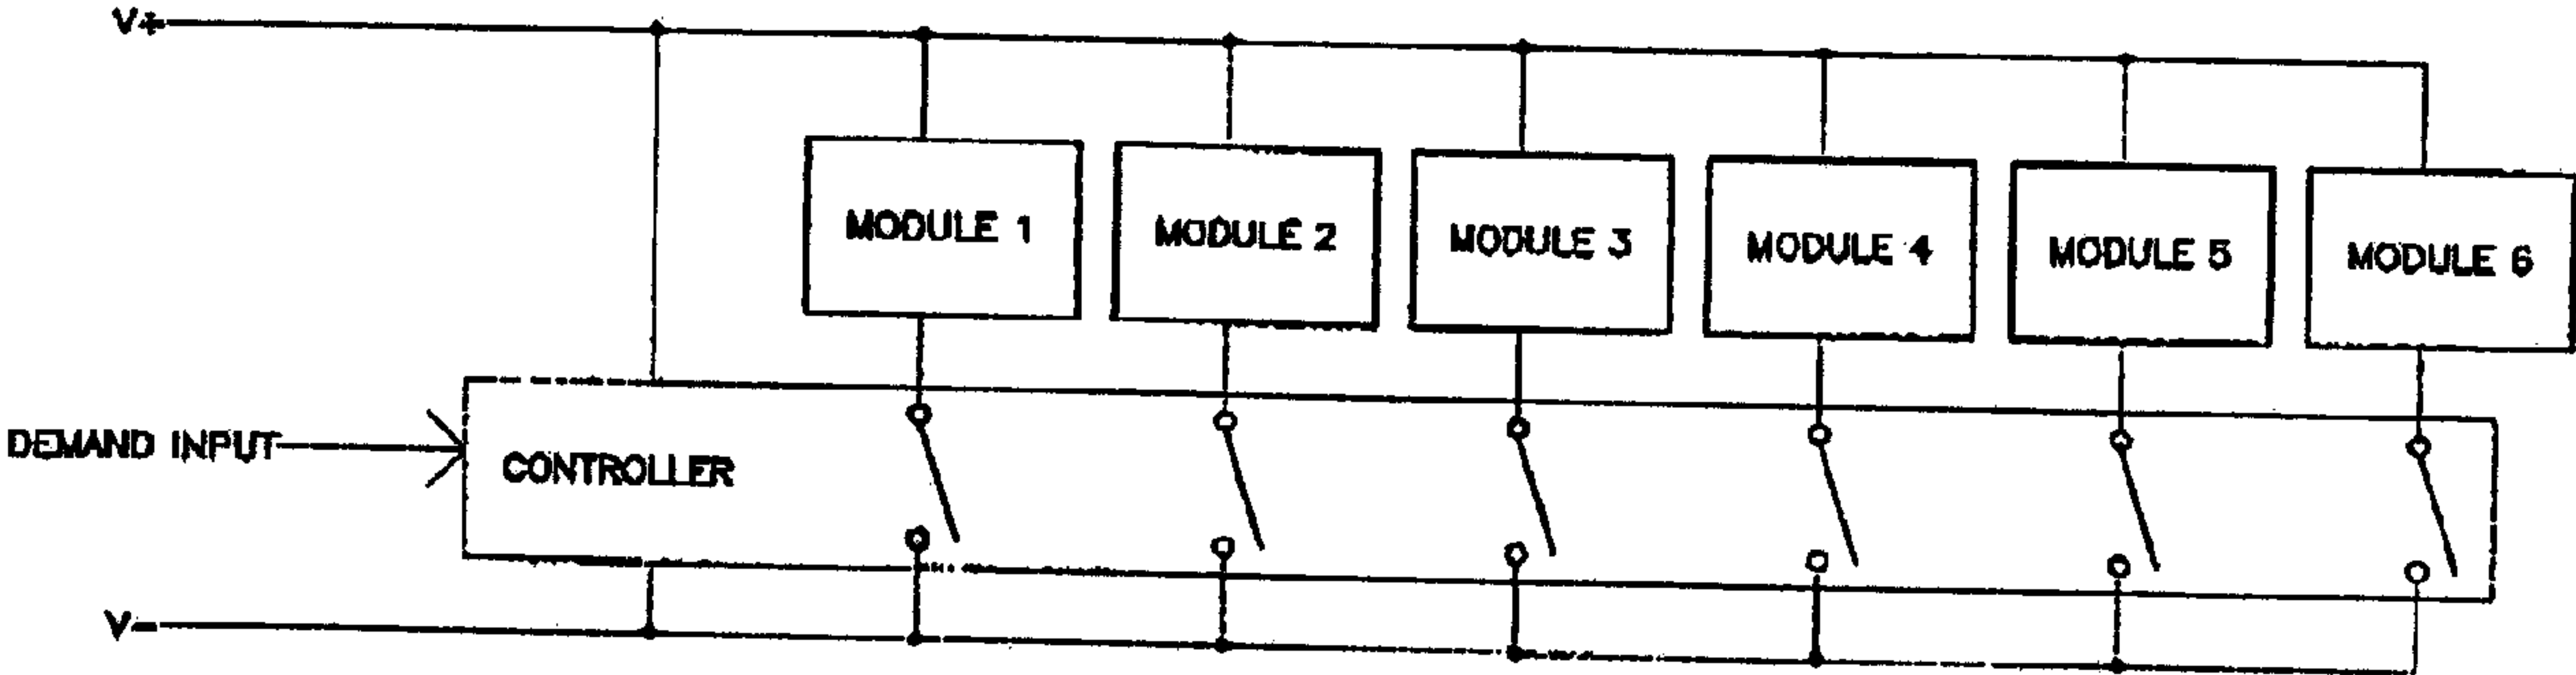 V+
MODULE 1
MODULE 2
MODULE 3
MODULE 4
MODULE 5
MODULE 6
DEMAND INPUT
CONTROLLER
V-